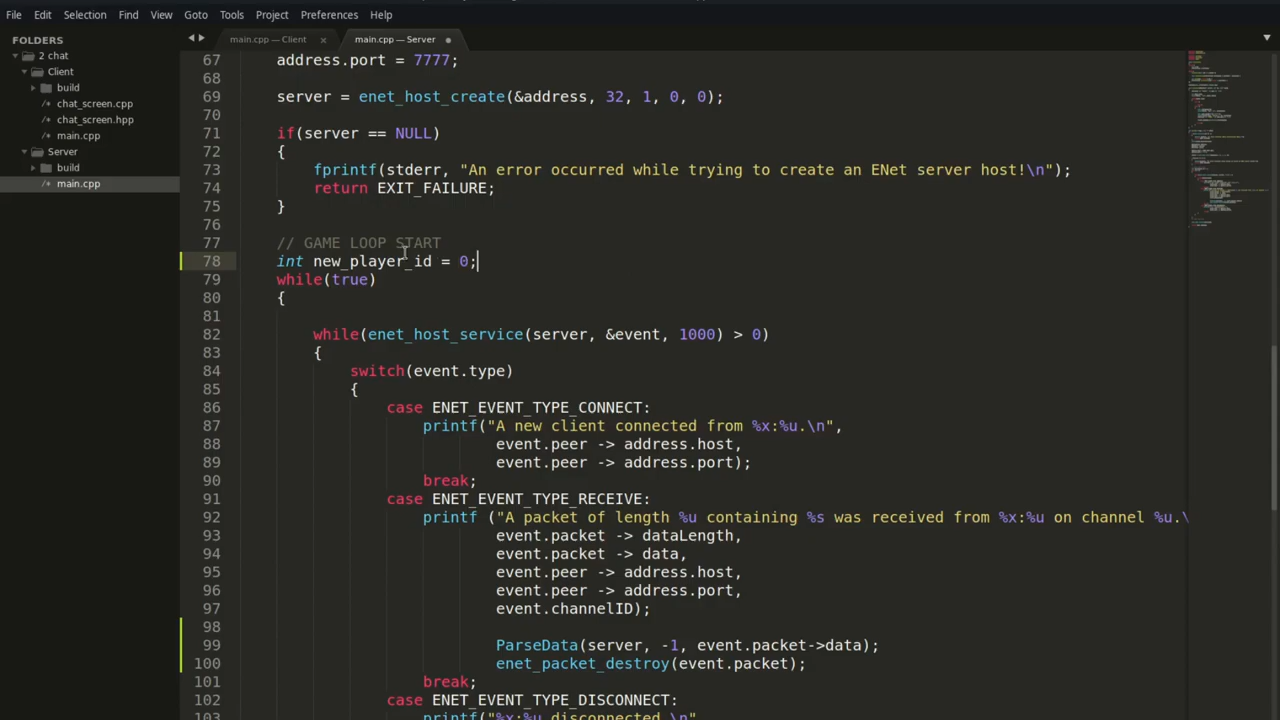 File Edit Selection Find View Goto Tools Project Preferences Help
FOLDERS
2 chat
Client
build
chat_screen.cpp
chat_screen.hpp
main.cpp
Server
build
main.cpp
main.cpp — Client × main.cpp — Server
67 address.port = 7777;
68
69 server = enet_host_create(&address, 32, 1, 0, 0);
70
71 if(server == NULL)
72 {
73 fprintf(stderr, "An error occurred while trying to create an ENet server host!\n");
74 return EXIT_FAILURE;
75 }
76
77 // GAME LOOP START
78 int new_player_id = 0;
79 while(true)
80 {
81
82 while(enet_host_service(server, &event, 1000) > 0)
83 {
84 switch(event.type)
85 {
86 case ENET_EVENT_TYPE_CONNECT:
87 printf("A new client connected from %x:%u.\n",
88 event.peer -> address.host,
89 event.peer -> address.port);
90 break;
91 case ENET_EVENT_TYPE_RECEIVE:
92 printf ("A packet of length %u containing %s was received from %x:%u on channel %u.\
93 event.packet -> dataLength,
94 event.packet -> data,
95 event.peer -> address.host,
96 event.peer -> address.port,
97 event.channelID);
98
99 ParseData(server, -1, event.packet->data);
100 enet_packet_destroy(event.packet);
101 break;
102 case ENET_EVENT_TYPE_DISCONNECT:
103 printf("%x:%u disconnected.\n"